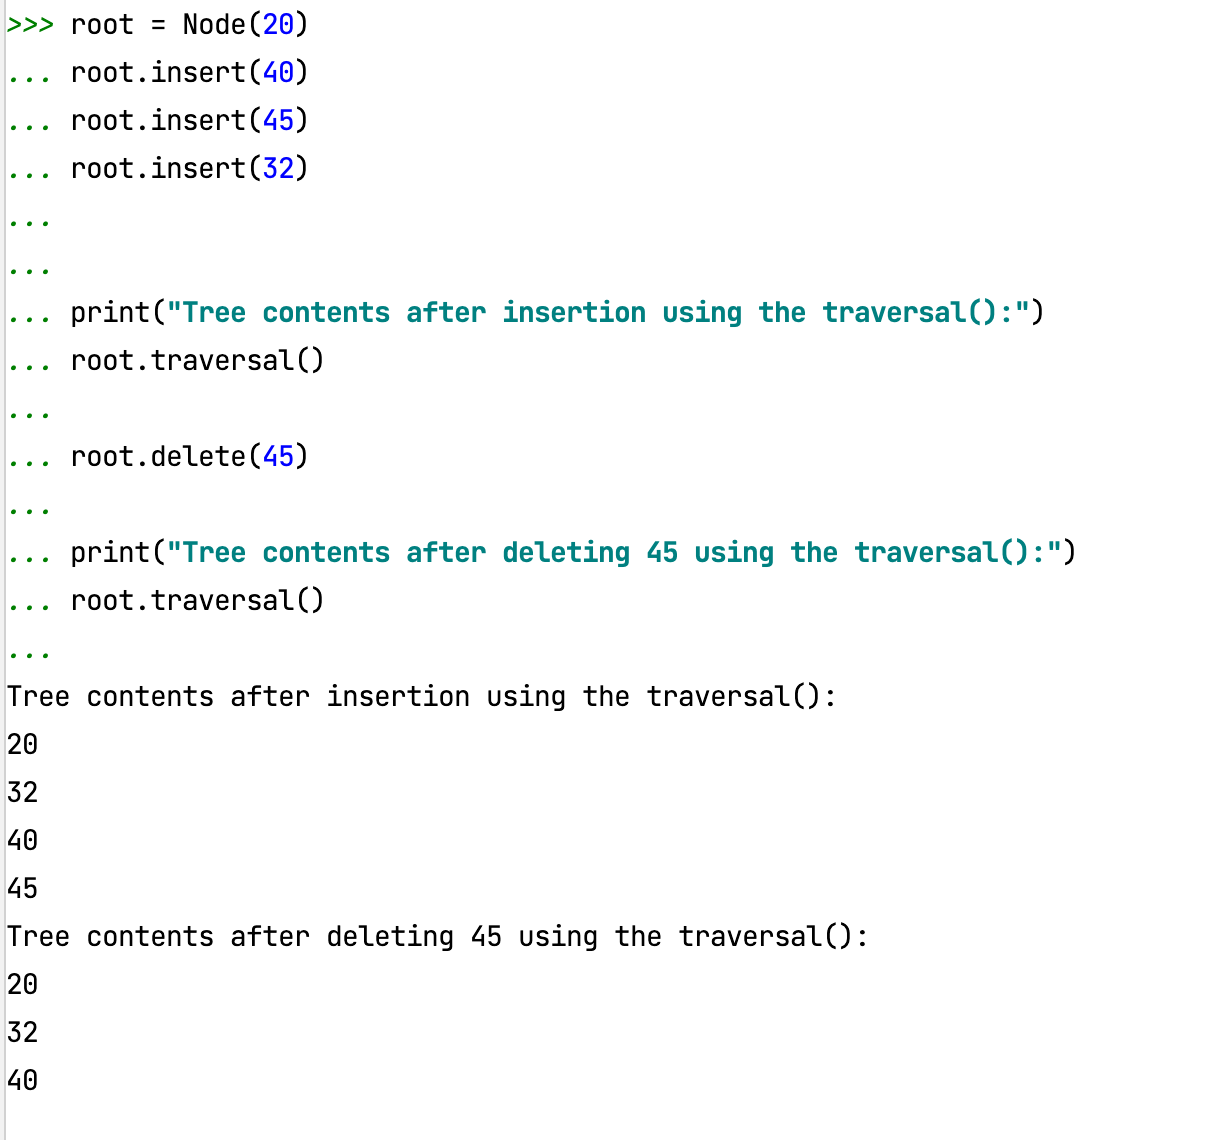 >>> root = Node(20)
... root.insert(40)
... root.insert(45)
... root.insert(32)
...
...
... print("Tree contents after insertion using the traversal():")
... root.traversal()
...
... root.delete(45)
...
... print("Tree contents after deleting 45 using the traversal():")
... root.traversal()
...
Tree contents after insertion using the traversal():
20
32
40
45
Tree contents after deleting 45 using the traversal():
20
32
40